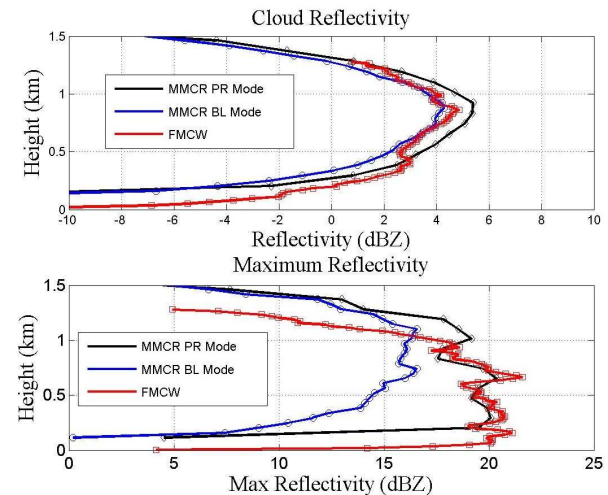 Cloud Reflectivity
1.5
1
0.5
0
Height (km)
MMCR PR Mode
MMCR BL Mode
FMCW
-10 -8 -6 -4 -2 0 2 4 6 8 10
Reflectivity (dBZ)
Maximum Reflectivity
1.5
1
0.5
0
Height (km)
MMCR PR Mode
MMCR BL Mode
FMCW
0 5 10 15 20 25
Max Reflectivity (dBZ)